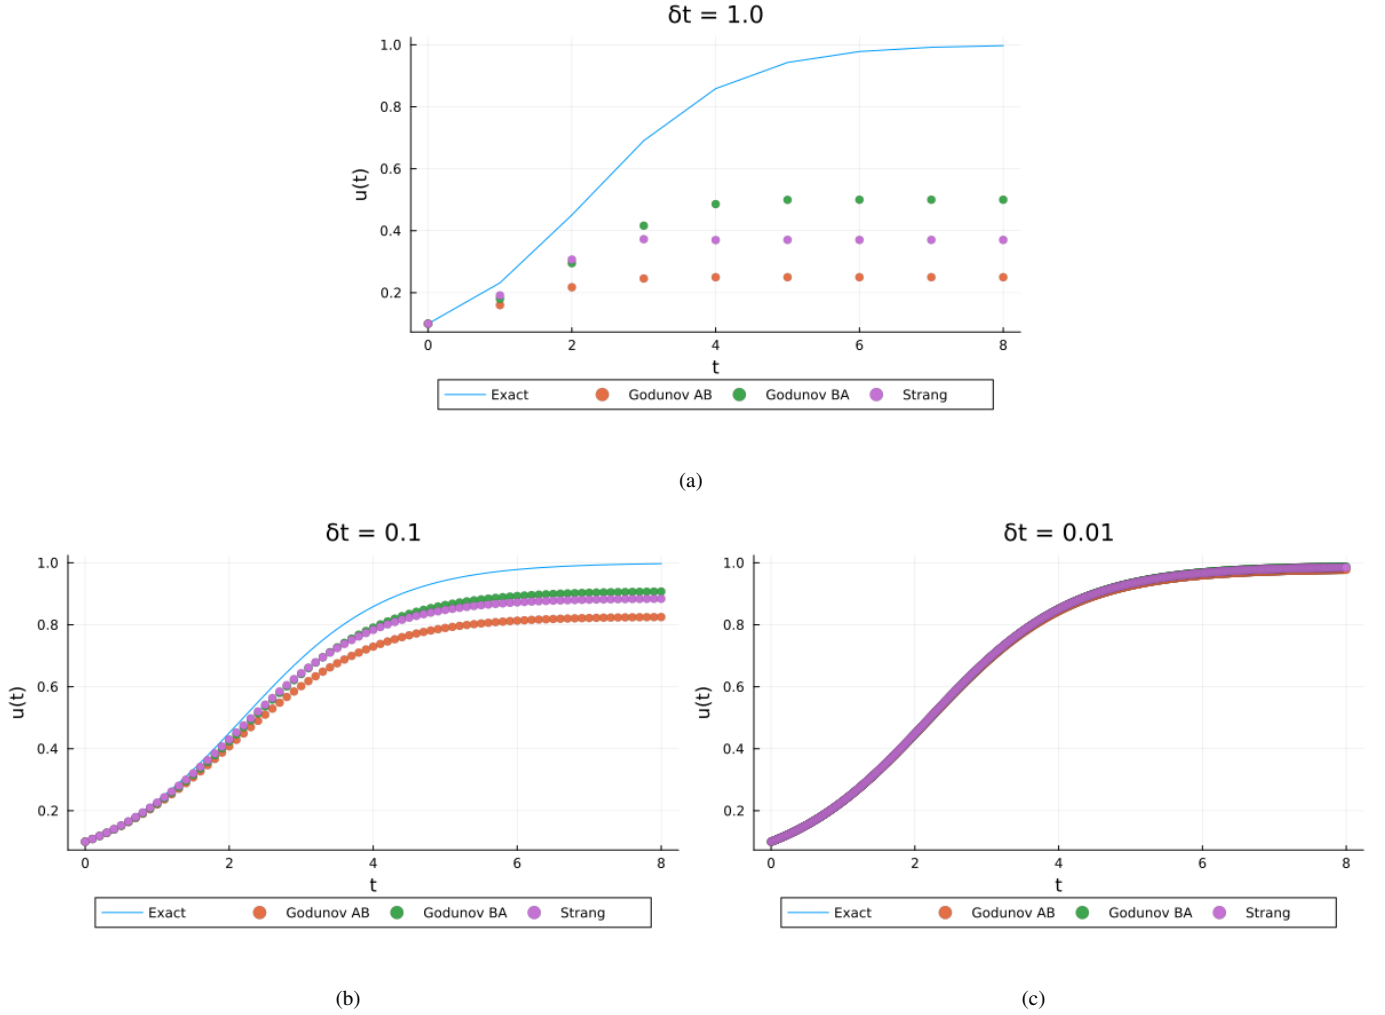 δt = 1.0
1.0
0.8
0.6
0.4
0.2
u(t)
0 2 4 6 8
t
Exact Godunov AB Godunov BA Strang
(a)
δt = 0.1
1.0
0.8
0.6
0.4
0.2
u(t)
0 2 4 6 8
t
Exact Godunov AB Godunov BA Strang
(b)
δt = 0.01
1.0
0.8
0.6
0.4
0.2
u(t)
0 2 4 6 8
t
Exact Godunov AB Godunov BA Strang
(c)